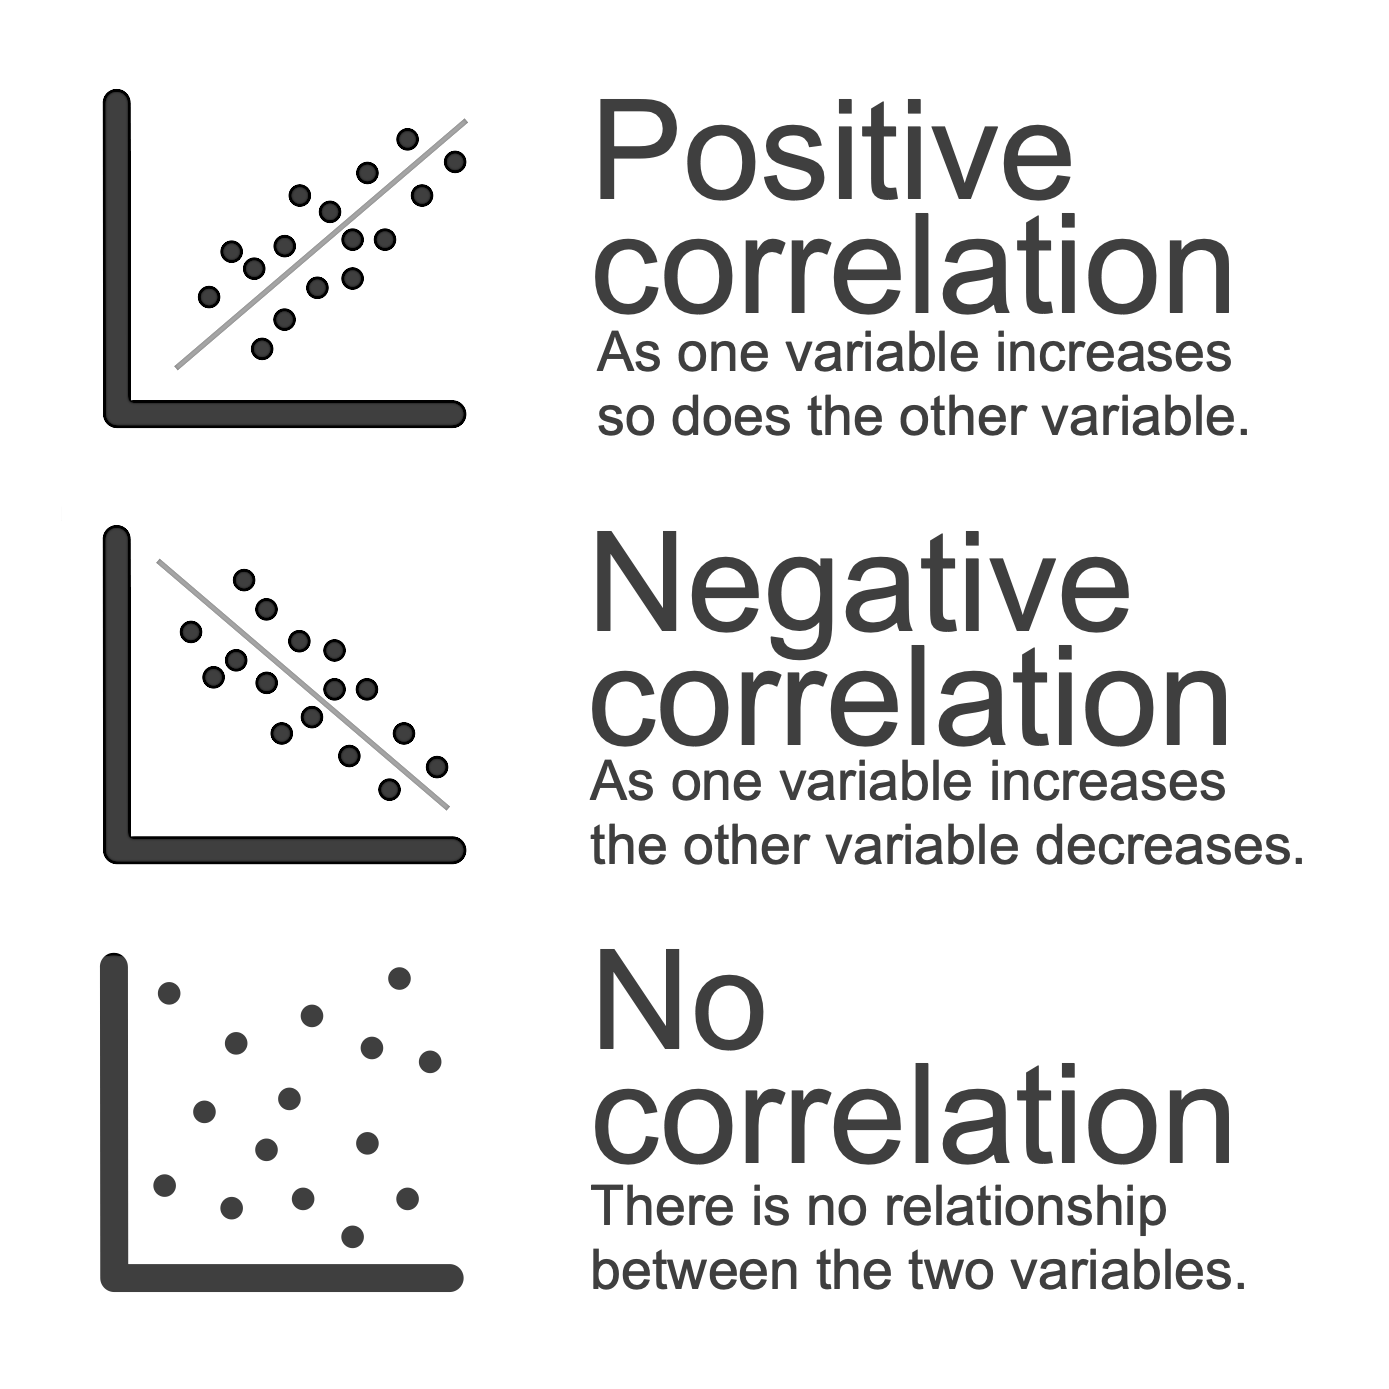 Positive
correlation
As one variable increases
so does the other variable.
Negative
correlation
As one variable increases
the other variable decreases.
No
correlation
There is no relationship
between the two variables.